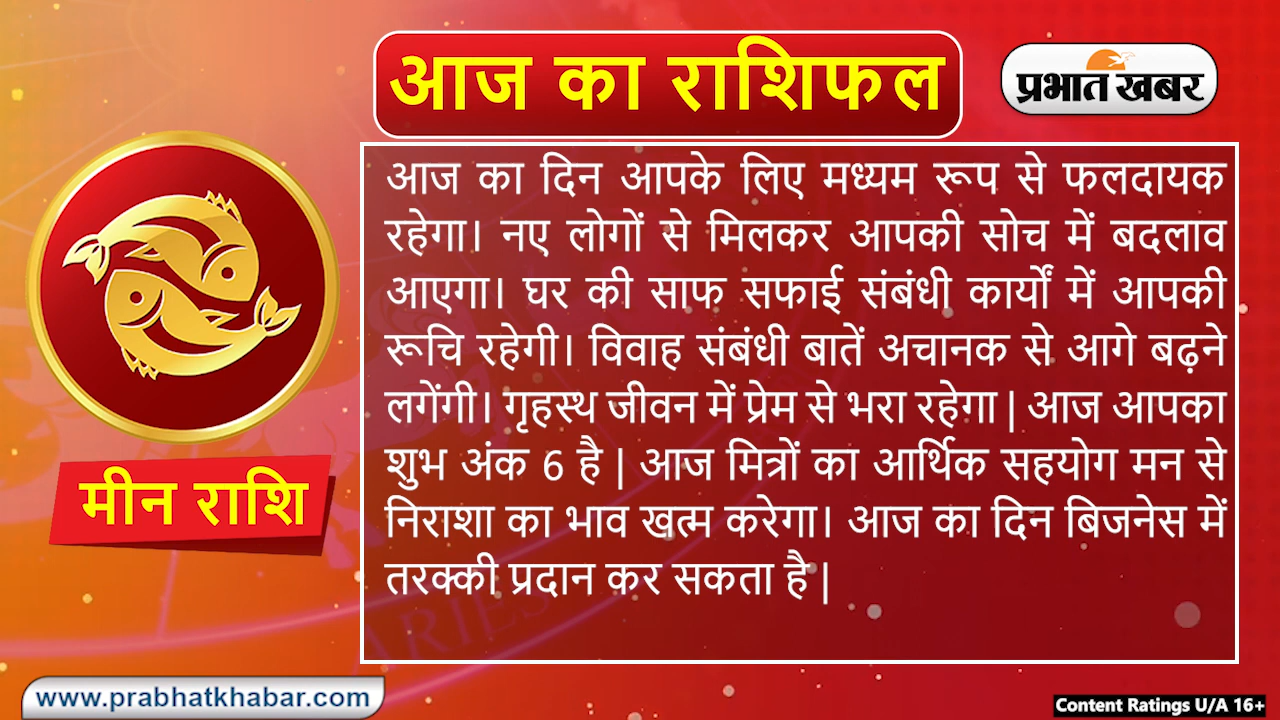 आज का राशिफल
प्रभात खबर
आज का दिन आपके लिए मध्यम रूप से फलदायक
रहेगा। नए लोगों से मिलकर आपकी सोच में बदलाव
आएगा। घर की साफ सफाई संबंधी कार्यों में आपकी
रूचि रहेगी। विवाह संबंधी बातें अचानक से आगे बढ़ने
लगेंगी। गृहस्थ जीवन में प्रेम से भरा रहेगा | आज आपका
शुभ अंक 6 है | आज मित्रों का आर्थिक सहयोग मन से
निराशा का भाव खत्म करेगा। आज का दिन बिजनेस में
तरक्की प्रदान कर सकता है |
मीन राशि
ARIES
www.prabhatkhabar.com
Content Ratings U/A 16+